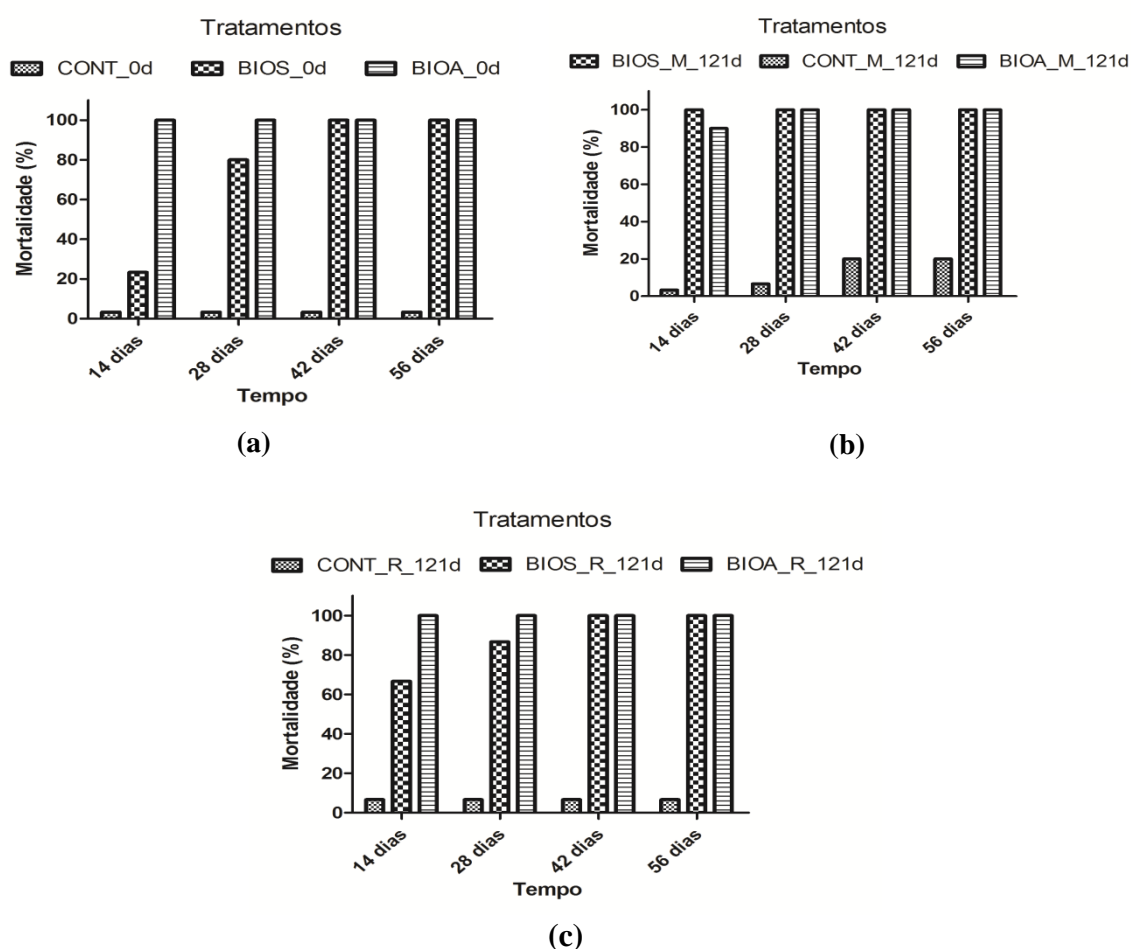 Tratamentos
CONT_0d BIOS_0d BIOA_0d
Mortalidade (%)
100
80
60
40
20
0
14 dias 28 dias 42 dias 56 dias
Tempo
(a)
Tratamentos
BIOS_M_121d CONT_M_121d BIOA_M_121d
Mortalidade (%)
100
80
60
40
20
0
14 dias 28 dias 42 dias 56 dias
Tempo
(b)
Tratamentos
CONT_R_121d BIOS_R_121d BIOA_R_121d
Mortalidade (%)
100
80
60
40
20
0
14 dias 28 dias 42 dias 56 dias
Tempo
(c)